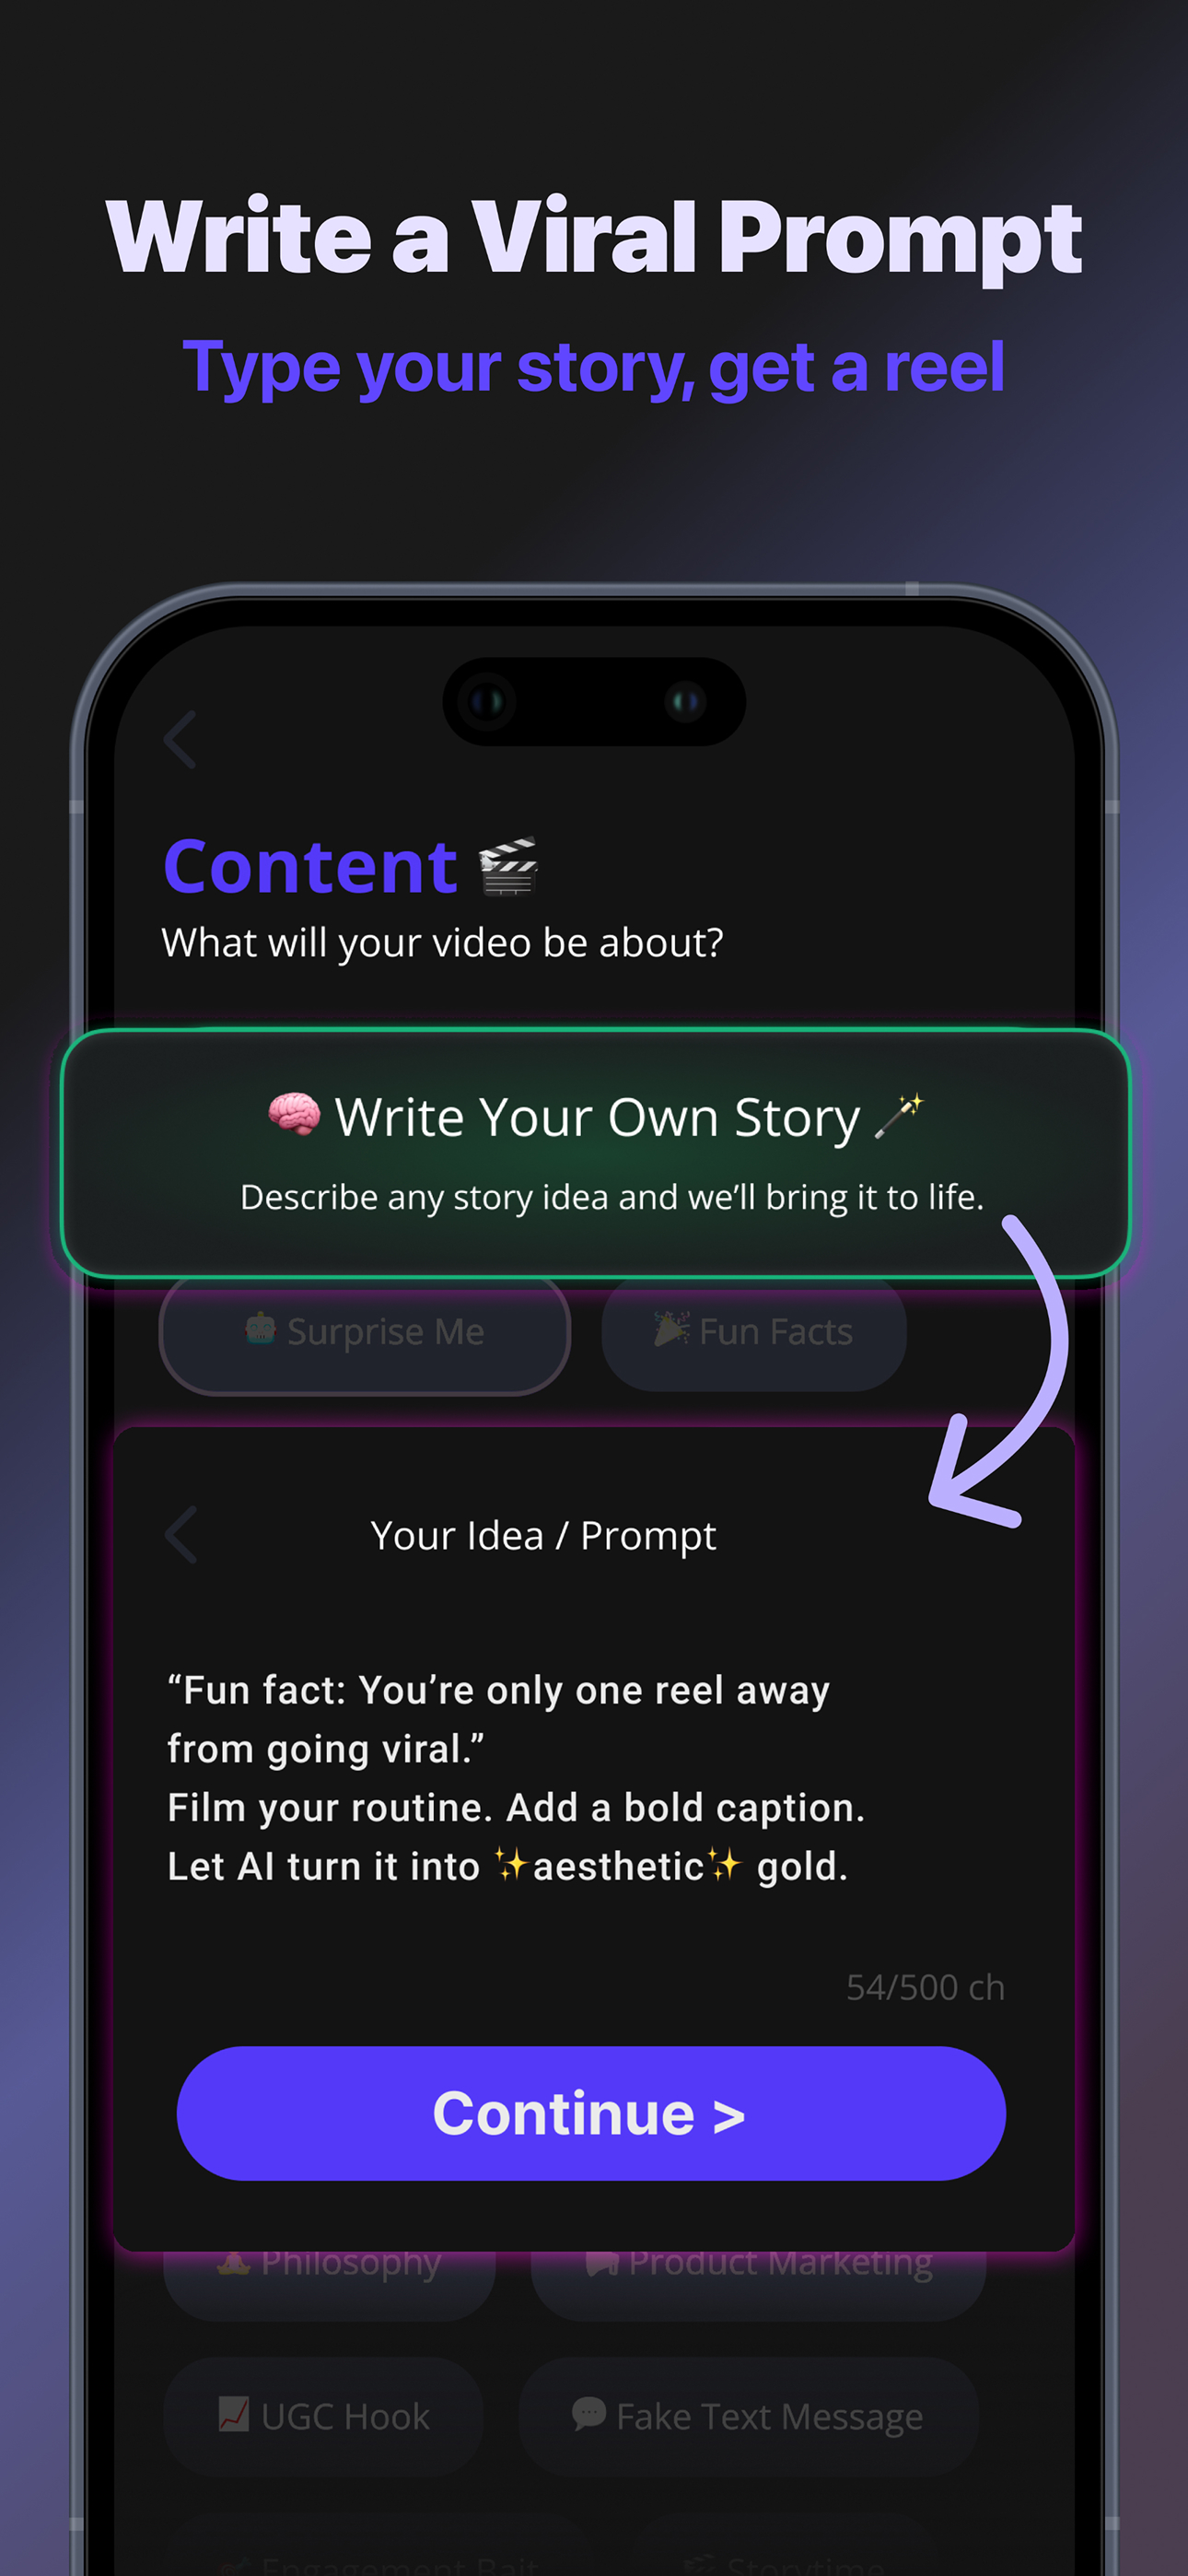 Write a Viral Prompt
Type your story, get a reel
Content 🎬
What will your video be about?
🧠 Write Your Own Story 🪄
Describe any story idea and we’ll bring it to life.
🤖 Surprise Me
🎉 Fun Facts
Your Idea / Prompt
“Fun fact: You’re only one reel away
from going viral.”
Film your routine. Add a bold caption.
Let AI turn it into ✨aesthetic✨ gold.
54/500 ch
Continue >
🧘 Philosophy
Product Marketing
📈 UGC Hook
💬 Fake Text Message
Engagement Bait
Storytime